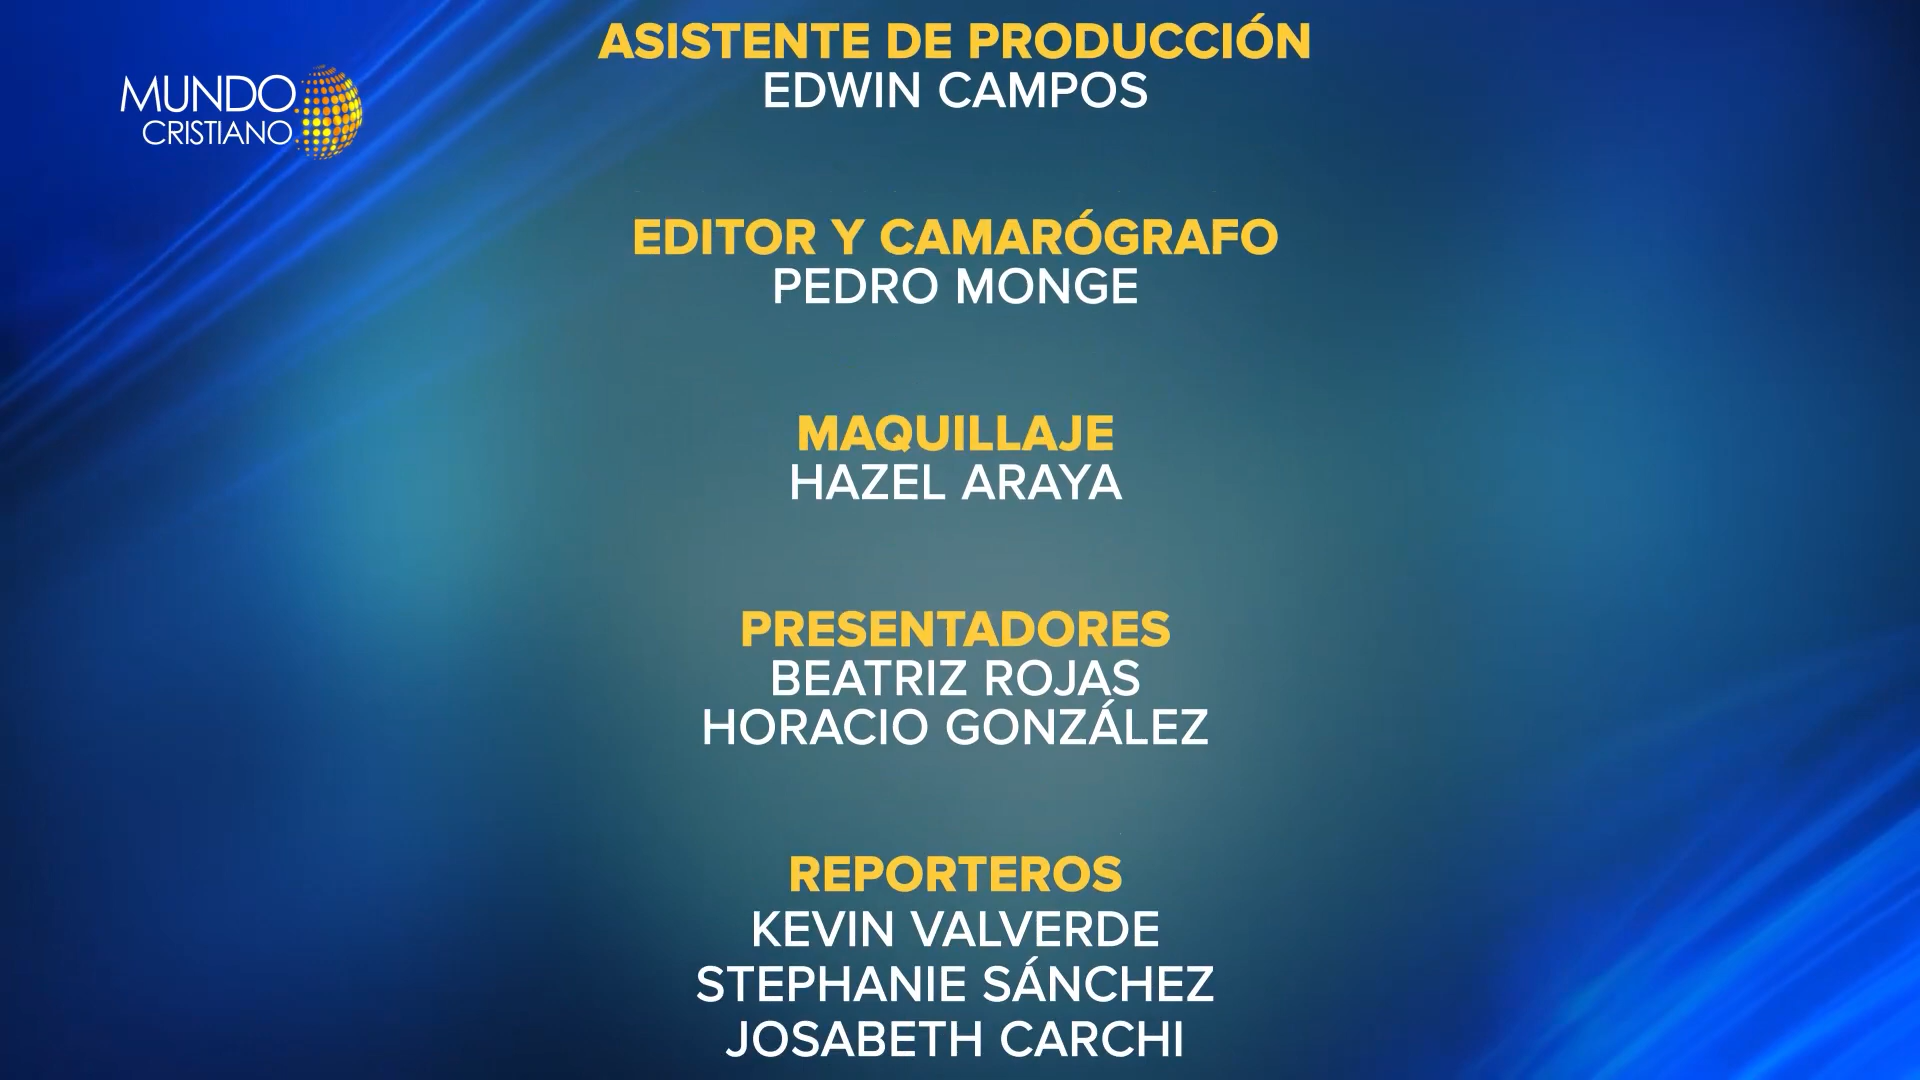 MUNDO
CRISTIANO
ASISTENTE DE PRODUCCIÓN
EDWIN CAMPOS
EDITOR Y CAMARÓGRAFO
PEDRO MONGE
MAQUILLAJE
HAZEL ARAYA
PRESENTADORES
BEATRIZ ROJAS
HORACIO GONZÁLEZ
REPORTEROS
KEVIN VALVERDE
STEPHANIE SÁNCHEZ
JOSABETH CARCHI